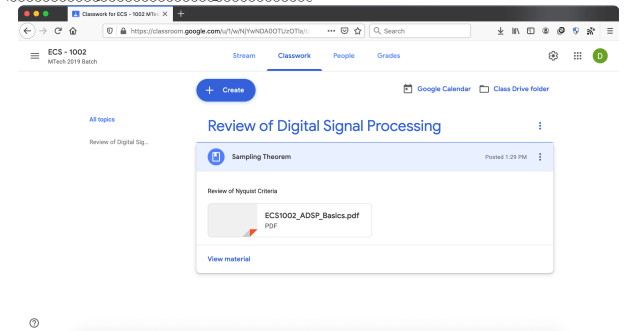 Classwork for ECS - 1002 MTec
https://classroom.google.com/u/1/w/NjYwNDA0OTUzOTla/t/
Search
ECS - 1002
MTech 2019 Batch
Stream
Classwork
People
Grades
D
+ Create
Google Calendar
Class Drive folder
All topics
Review of Digital Sig...
Review of Digital Signal Processing
Sampling Theorem
Posted 1:29 PM
Review of Nyquist Criteria
ECS1002_ADSP_Basics.pdf
PDF
View material